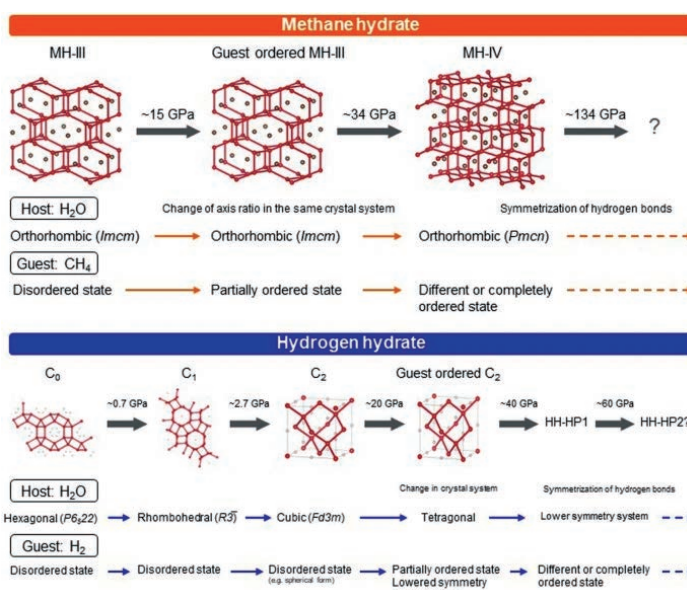 Methane hydrate
MH-III Guest ordered MH-III MH-IV
~15 GPa ~34 GPa ~134 GPa ?
Host: H₂O Change of axis ratio in the same crystal system Symmetrization of hydrogen bonds
Orthorhombic (Imcm) Orthorhombic (Imcm) Orthorhombic (Pmcn)
Guest: CH₄
Disordered state Partially ordered state Different or completely
ordered state
Hydrogen hydrate
C₀ C₁ C₂ Guest ordered C₂
~0.7 GPa ~2.7 GPa ~20 GPa ~40 GPa ~60 GPa
HH-HP1 HH-HP2?
Host: H₂O Change in crystal system Symmetrization of hydrogen bonds
Hexagonal (P6₁22) Rhombohedral (R3̅) Cubic (Fd3m) Tetragonal Lower symmetry system
Guest: H₂
Disordered state Disordered state Disordered state Partially ordered state Different or completely
(e.g. spherical form) Lowered symmetry ordered state